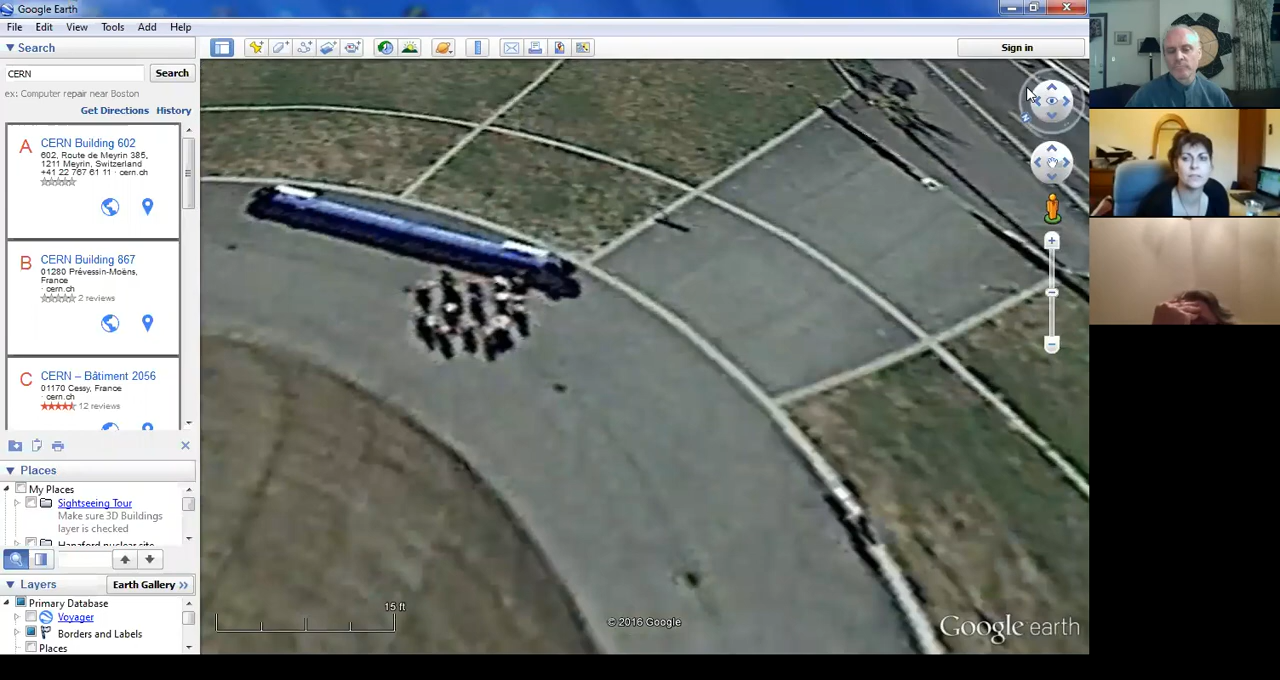 Google Earth
File Edit View Tools Add Help
Search
Sign in
CERN
Search
ex: Computer repair near Boston
Get Directions History
A CERN Building 602
602, Route de Meyrin 385,
1211 Meyrin, Switzerland
+41 22 767 61 11 · cern.ch
B CERN Building 867
01280 Prévessin-Moëns,
France
· cern.ch
2 reviews
C CERN – Bâtiment 2056
01170 Cessy, France
· cern.ch
12 reviews
Places
My Places
Sightseeing Tour
Make sure 3D Buildings
layer is checked
Hanaford nuclear site
Layers
Earth Gallery »
Primary Database
Voyager
Borders and Labels
Places
N
15 ft
© 2016 Google
Google earth